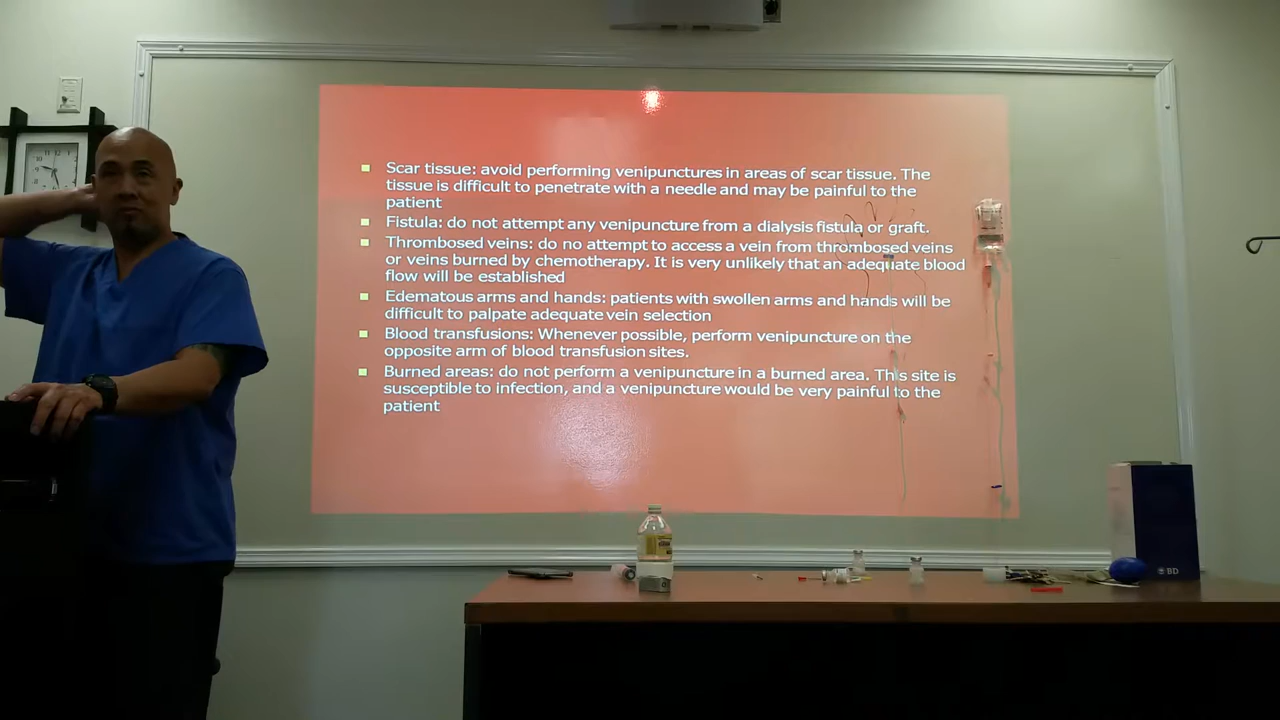 Scar tissue: avoid performing venipunctures in areas of scar tissue. The
tissue is difficult to penetrate with a needle and may be painful to the
patient
Fistula: do not attempt any venipuncture from a dialysis fistula or graft.
Thrombosed veins: do no attempt to access a vein from thrombosed veins
or veins burned by chemotherapy. It is very unlikely that an adequate blood
flow will be established
Edematous arms and hands: patients with swollen arms and hands will be
difficult to palpate adequate vein selection
Blood transfusions: Whenever possible, perform venipuncture on the
opposite arm of blood transfusion sites.
Burned areas: do not perform a venipuncture in a burned area. This site is
susceptible to infection, and a venipuncture would be very painful to the
patient
BD